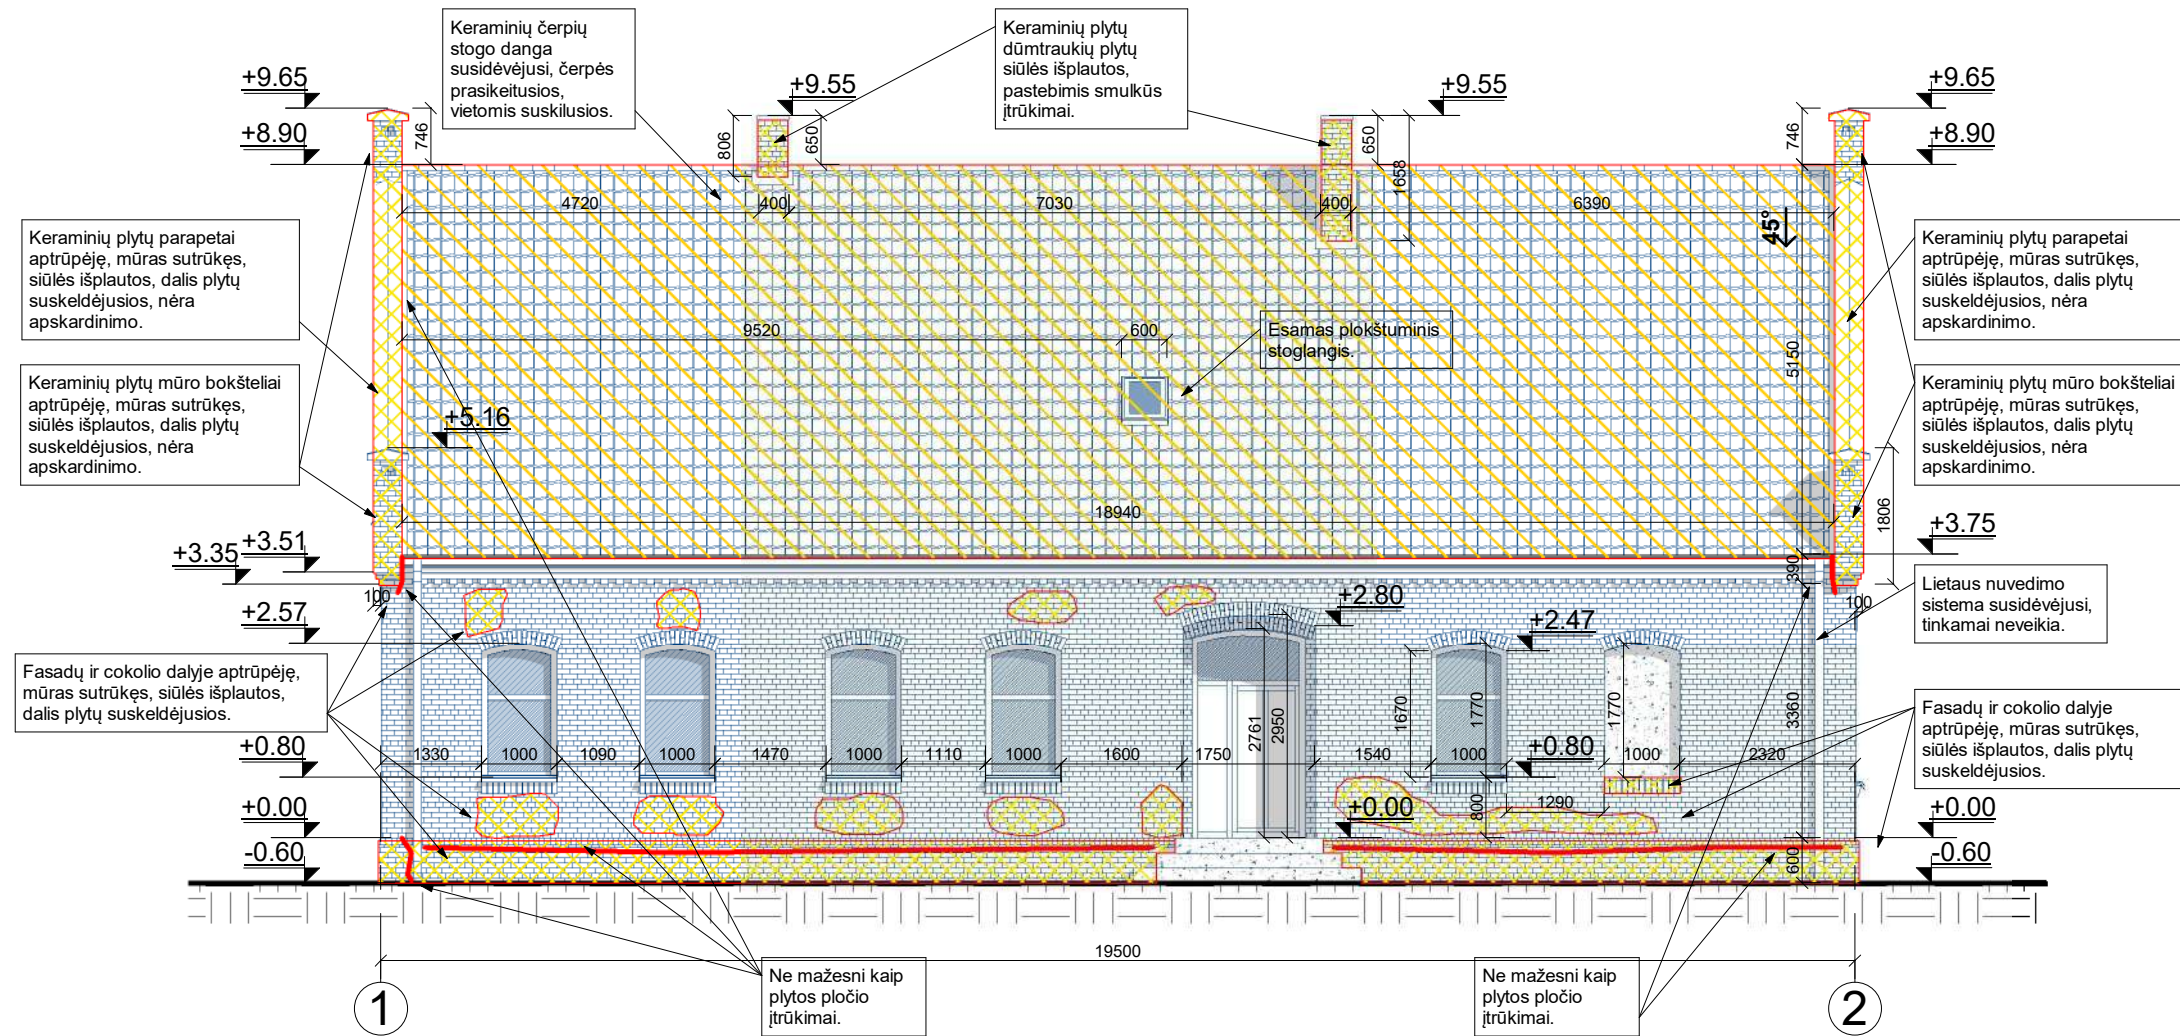 Keraminių čerpių
stogo danga
susidėvėjusi, čerpės
prasikeitusios,
vietomis suskilusios.
Keraminių plytų
dūmtraukių plytų
siūlės išplautos,
pastebimis smulkūs
įtrūkimai.
+9.65
+9.55
+9.55
+9.65
746
806
650
650
1658
746
+8.90
+8.90
4720
400
7030
400
6390
45°
Keraminių plytų parapetai
aptrūpėję, mūras sutrūkęs,
siūlės išplautos, dalis plytų
suskeldėjusios, nėra
apskardinimo.
Keraminių plytų parapetai
aptrūpėję, mūras sutrūkęs,
siūlės išplautos, dalis plytų
suskeldėjusios, nėra
apskardinimo.
9520
600
Esamas plokštuminis
stoglangis.
5150
Keraminių plytų mūro bokšteliai
aptrūpėję, mūras sutrūkęs,
siūlės išplautos, dalis plytų
suskeldėjusios, nėra
apskardinimo.
+5.16
Keraminių plytų mūro bokšteliai
aptrūpėję, mūras sutrūkęs,
siūlės išplautos, dalis plytų
suskeldėjusios, nėra
apskardinimo.
18940
1806
+3.51
+3.35
+3.75
390
100
100
Lietaus nuvedimo
sistema susidėvėjusi,
tinkamai neveikia.
+2.57
+2.80
+2.47
Fasadų ir cokolio dalyje aptrūpėję,
mūras sutrūkęs, siūlės išplautos,
dalis plytų suskeldėjusios.
2761
2950
1670
1770
1770
3360
Fasadų ir cokolio dalyje
aptrūpėję, mūras sutrūkęs,
siūlės išplautos, dalis plytų
suskeldėjusios.
+0.80
1330
1000
1090
1000
1470
1000
1110
1000
1600
1750
1540
1000
+0.80
1000
2320
+0.00
+0.00
800
1290
+0.00
-0.60
600
-0.60
19500
Ne mažesni kaip
plytos pločio
įtrūkimai.
Ne mažesni kaip
plytos pločio
įtrūkimai.
1
2